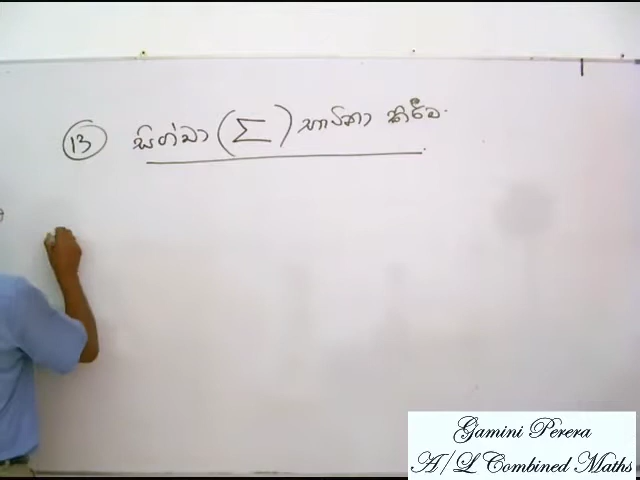 13 සිග්මා (Σ) භාවිතා කිරීම.
Gamini Perera
A/L Combined Maths